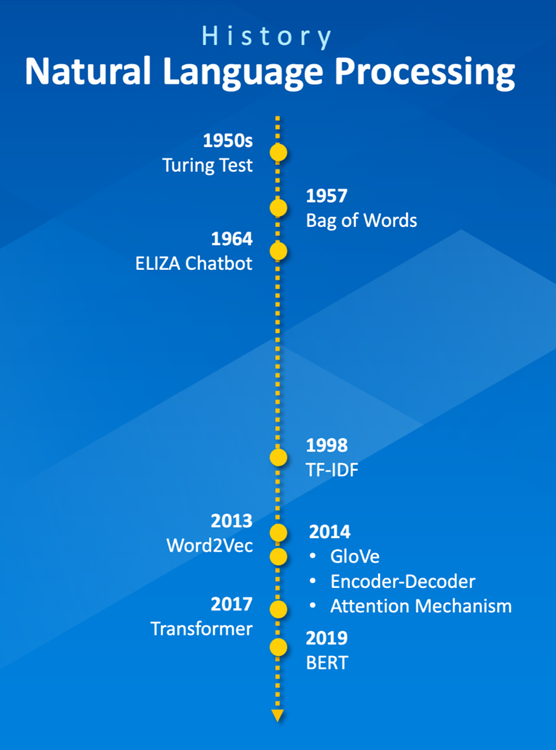 History
Natural Language Processing
1950s
Turing Test
1957
Bag of Words
1964
ELIZA Chatbot
1998
TF-IDF
2013
Word2Vec
2014
• GloVe
• Encoder-Decoder
• Attention Mechanism
2017
Transformer
2019
BERT